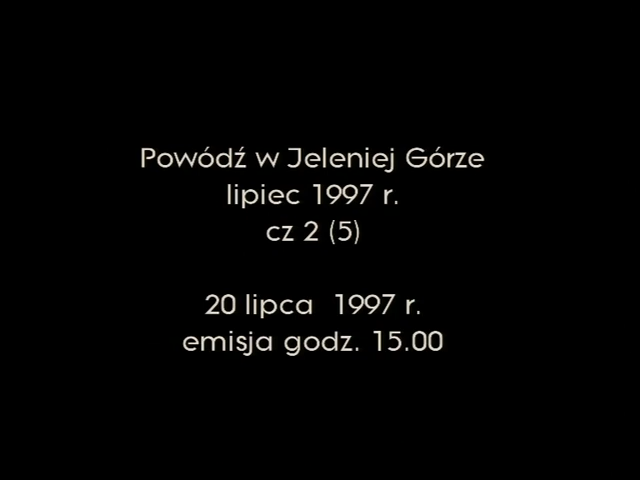 Powódź w Jeleniej Górze
lipiec 1997 r.
cz 2 (5)
20 lipca 1997 r.
emisja godz. 15.00